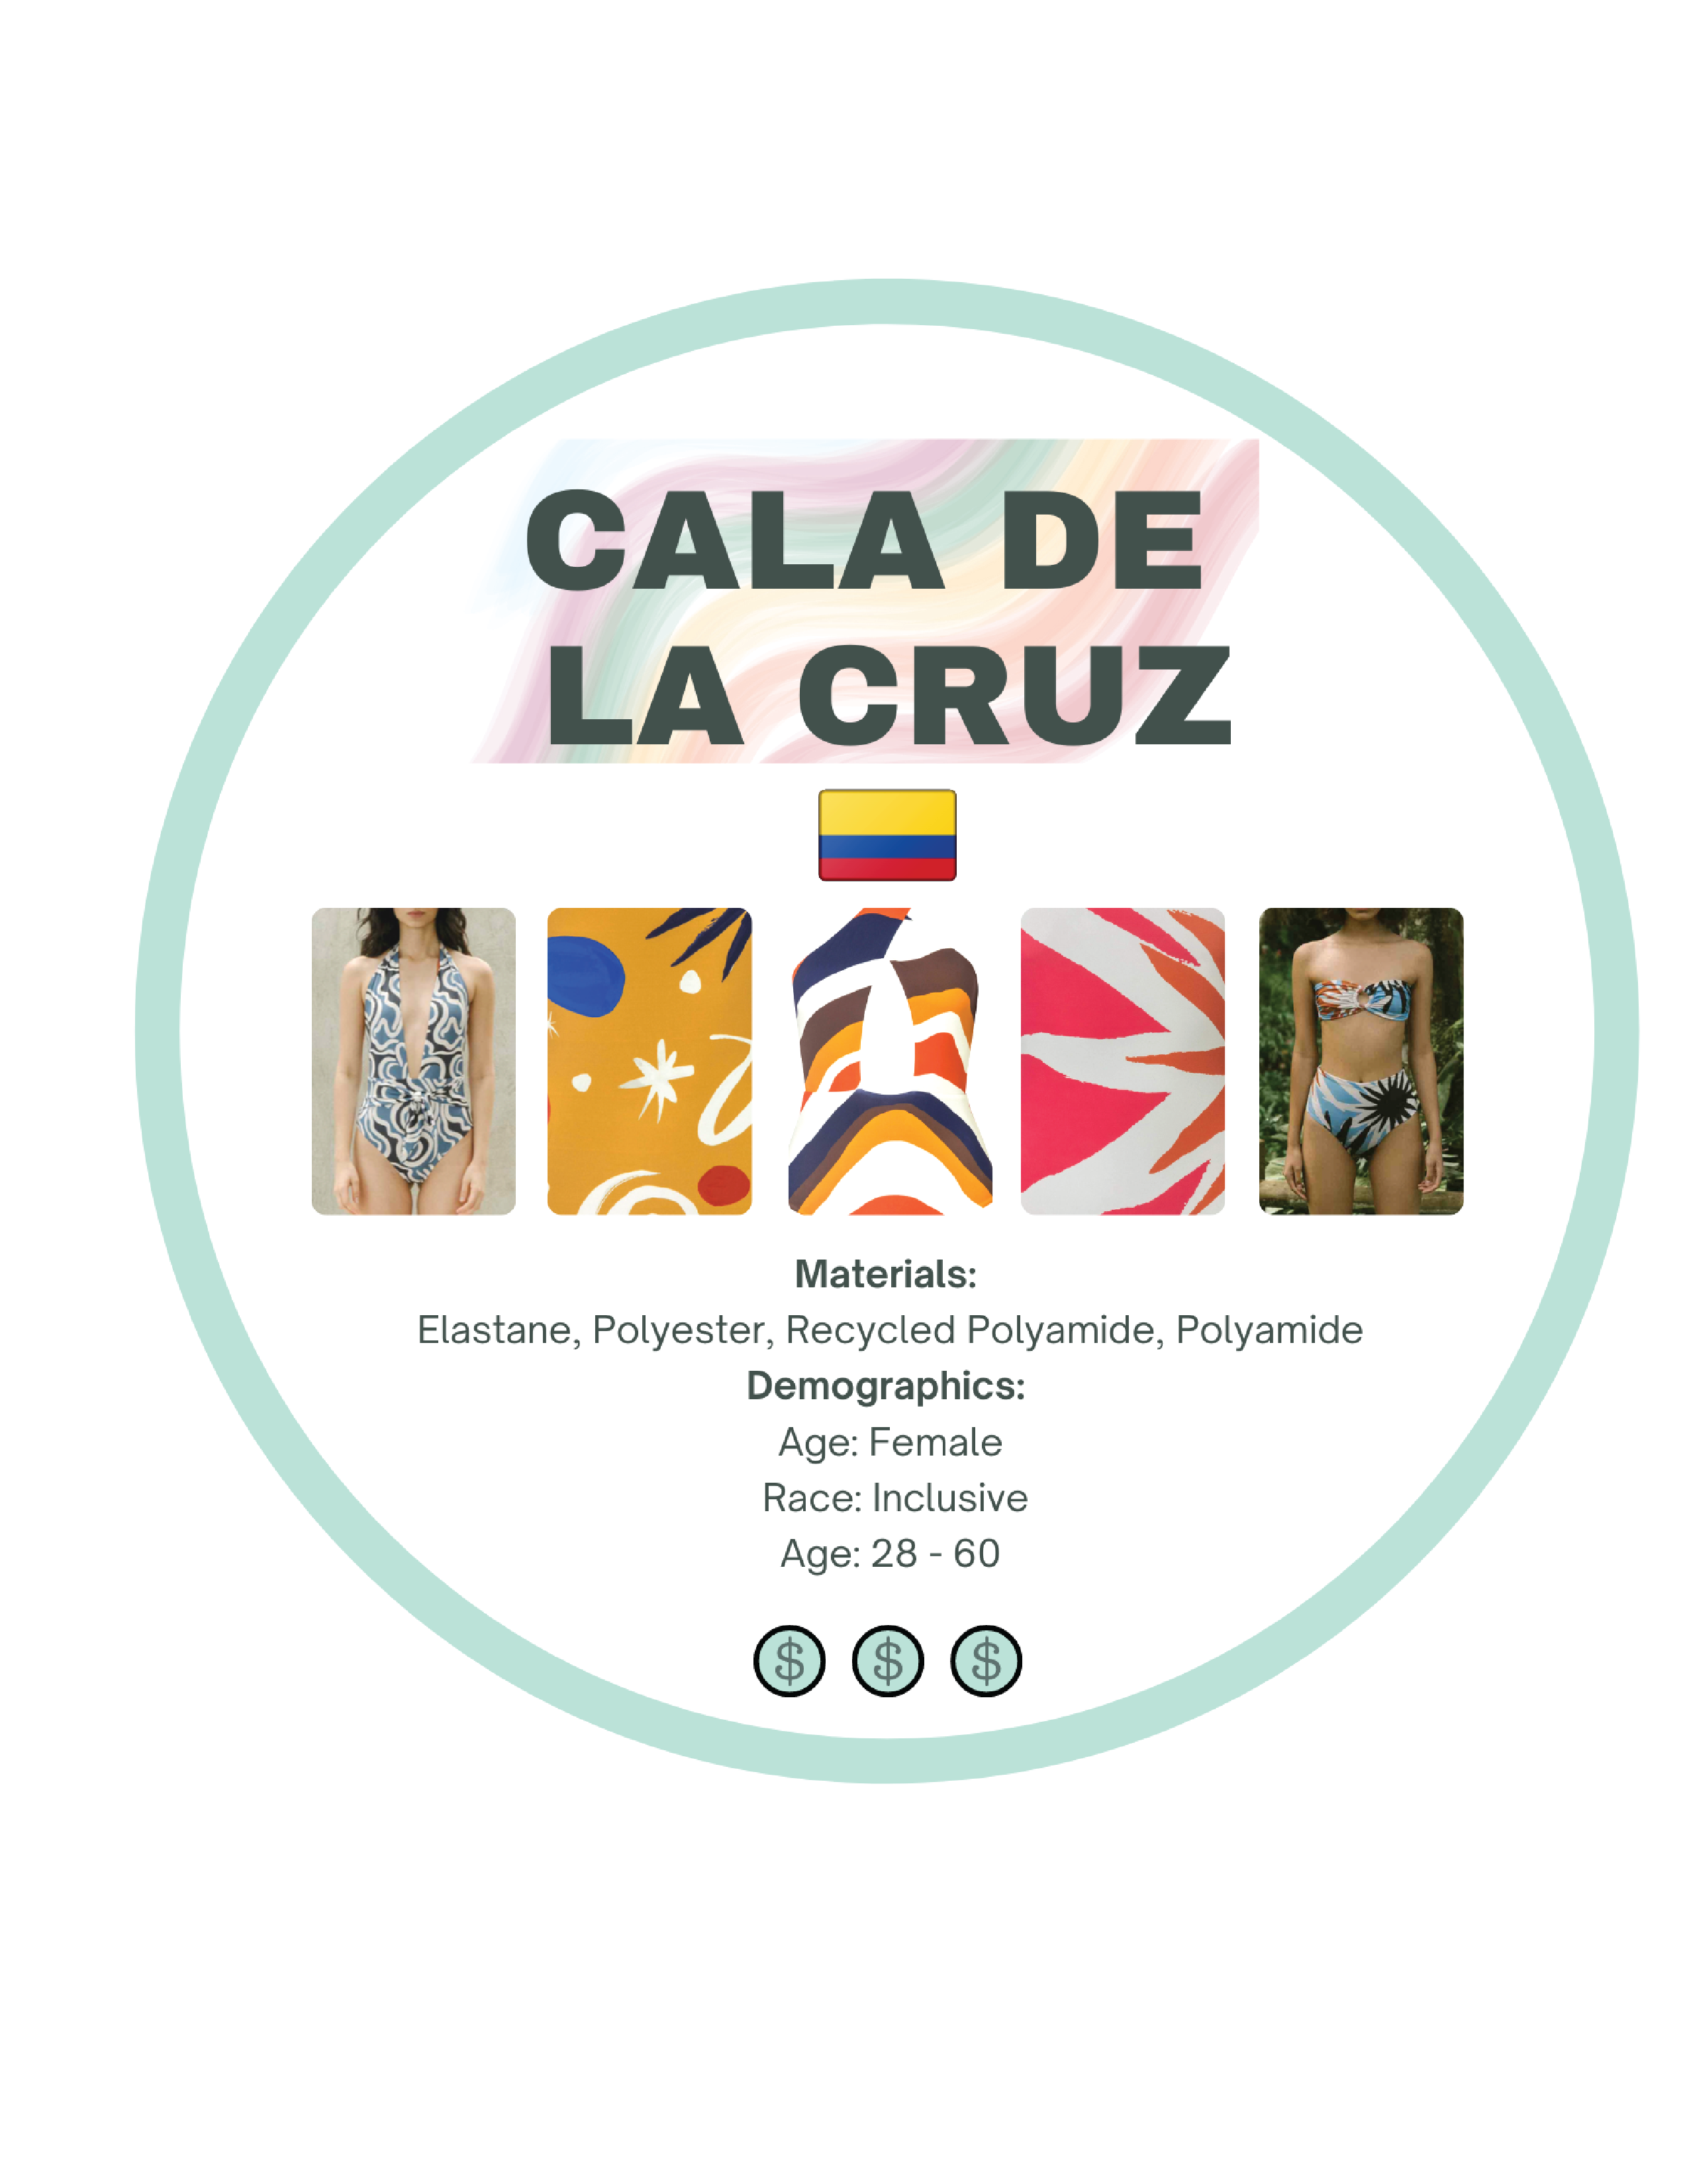 CALA DE
LA CRUZ
Materials:
Elastane, Polyester, Recycled Polyamide, Polyamide
Demographics:
Age: Female
Race: Inclusive
Age: 28 - 60
$ $ $